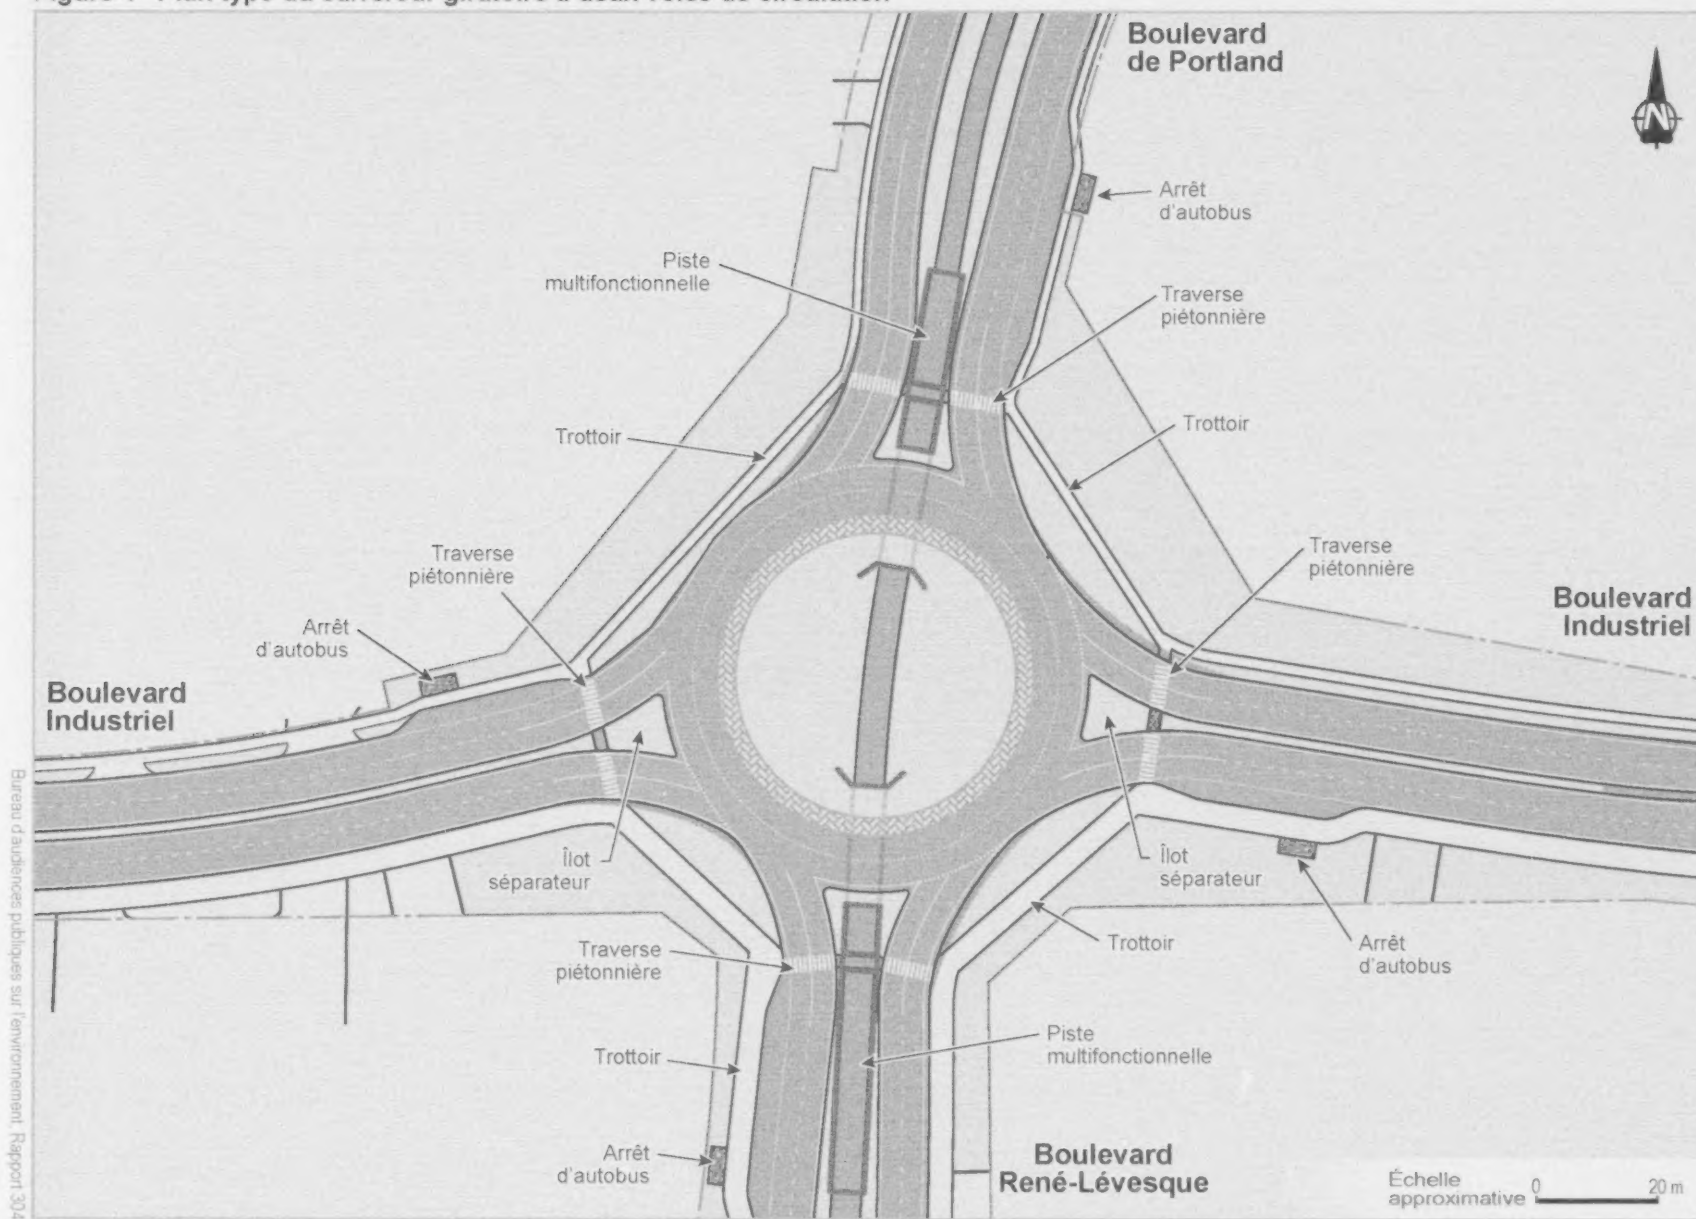 Boulevard
de Portland
N
Arrêt
d'autobus
Piste
multifonctionnelle
Traverse
piétonnière
Trottoir
Trottoir
Traverse
piétonnière
Traverse
piétonnière
Boulevard
Industriel
Arrêt
d'autobus
Boulevard
Industriel
Îlot
séparateur
Îlot
séparateur
Traverse
piétonnière
Trottoir
Arrêt
d'autobus
Piste
multifonctionnelle
Trottoir
Arrêt
d'autobus
Boulevard
René-Lévesque
Échelle
approximative
0 20 m
Bureau d'audiences publiques sur l'environnement. Rapport 304